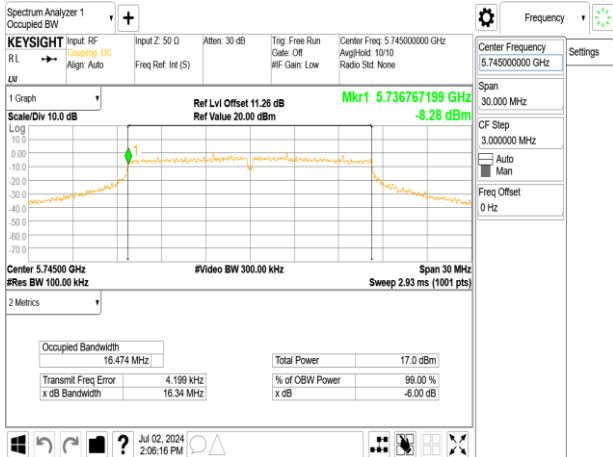 Spectrum Analyzer 1
Occupied BW
Frequency
KEYSIGHT
Input: RF
Input Z: 50 Ω
Atten: 30 dB
Trig: Free Run
Center Freq: 5.745000000 GHz
RL
Coupling: DC
Gate: Off
Avg|Hold: 10/10
Align: Auto
Freq Ref: Int (S)
#IF Gain: Low
Radio Std: None
Center Frequency
5.745000000 GHz
Settings
Span
30.000 MHz
CF Step
3.000000 MHz
Auto
Man
Freq Offset
0 Hz
1 Graph
Ref Lvl Offset 11.26 dB
Mkr1 5.736767199 GHz
Scale/Div 10.0 dB
Ref Value 20.00 dBm
-8.28 dBm
Log
10.0
0.00
-10.0
-20.0
-30.0
-40.0
-50.0
-60.0
-70.0
1
Center 5.74500 GHz
#Video BW 300.00 kHz
Span 30 MHz
#Res BW 100.00 kHz
Sweep 2.93 ms (1001 pts)
2 Metrics
Occupied Bandwidth
16.474 MHz
Total Power
17.0 dBm
Transmit Freq Error
4.199 kHz
% of OBW Power
99.00 %
x dB Bandwidth
16.34 MHz
x dB
-6.00 dB
?
Jul 02, 2024
2:06:16 PM